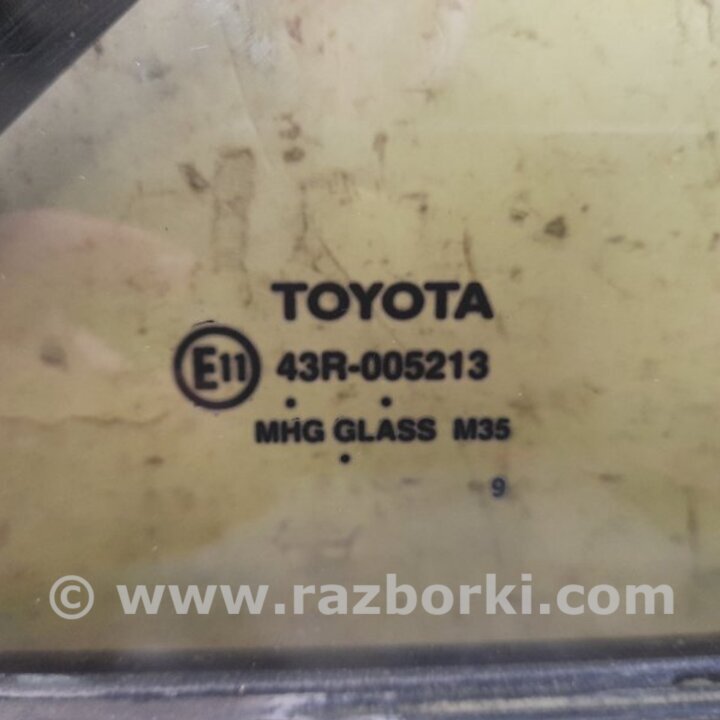 TOYOTA
E11 43R-005213
MHG GLASS M35
9
© www.razborki.com